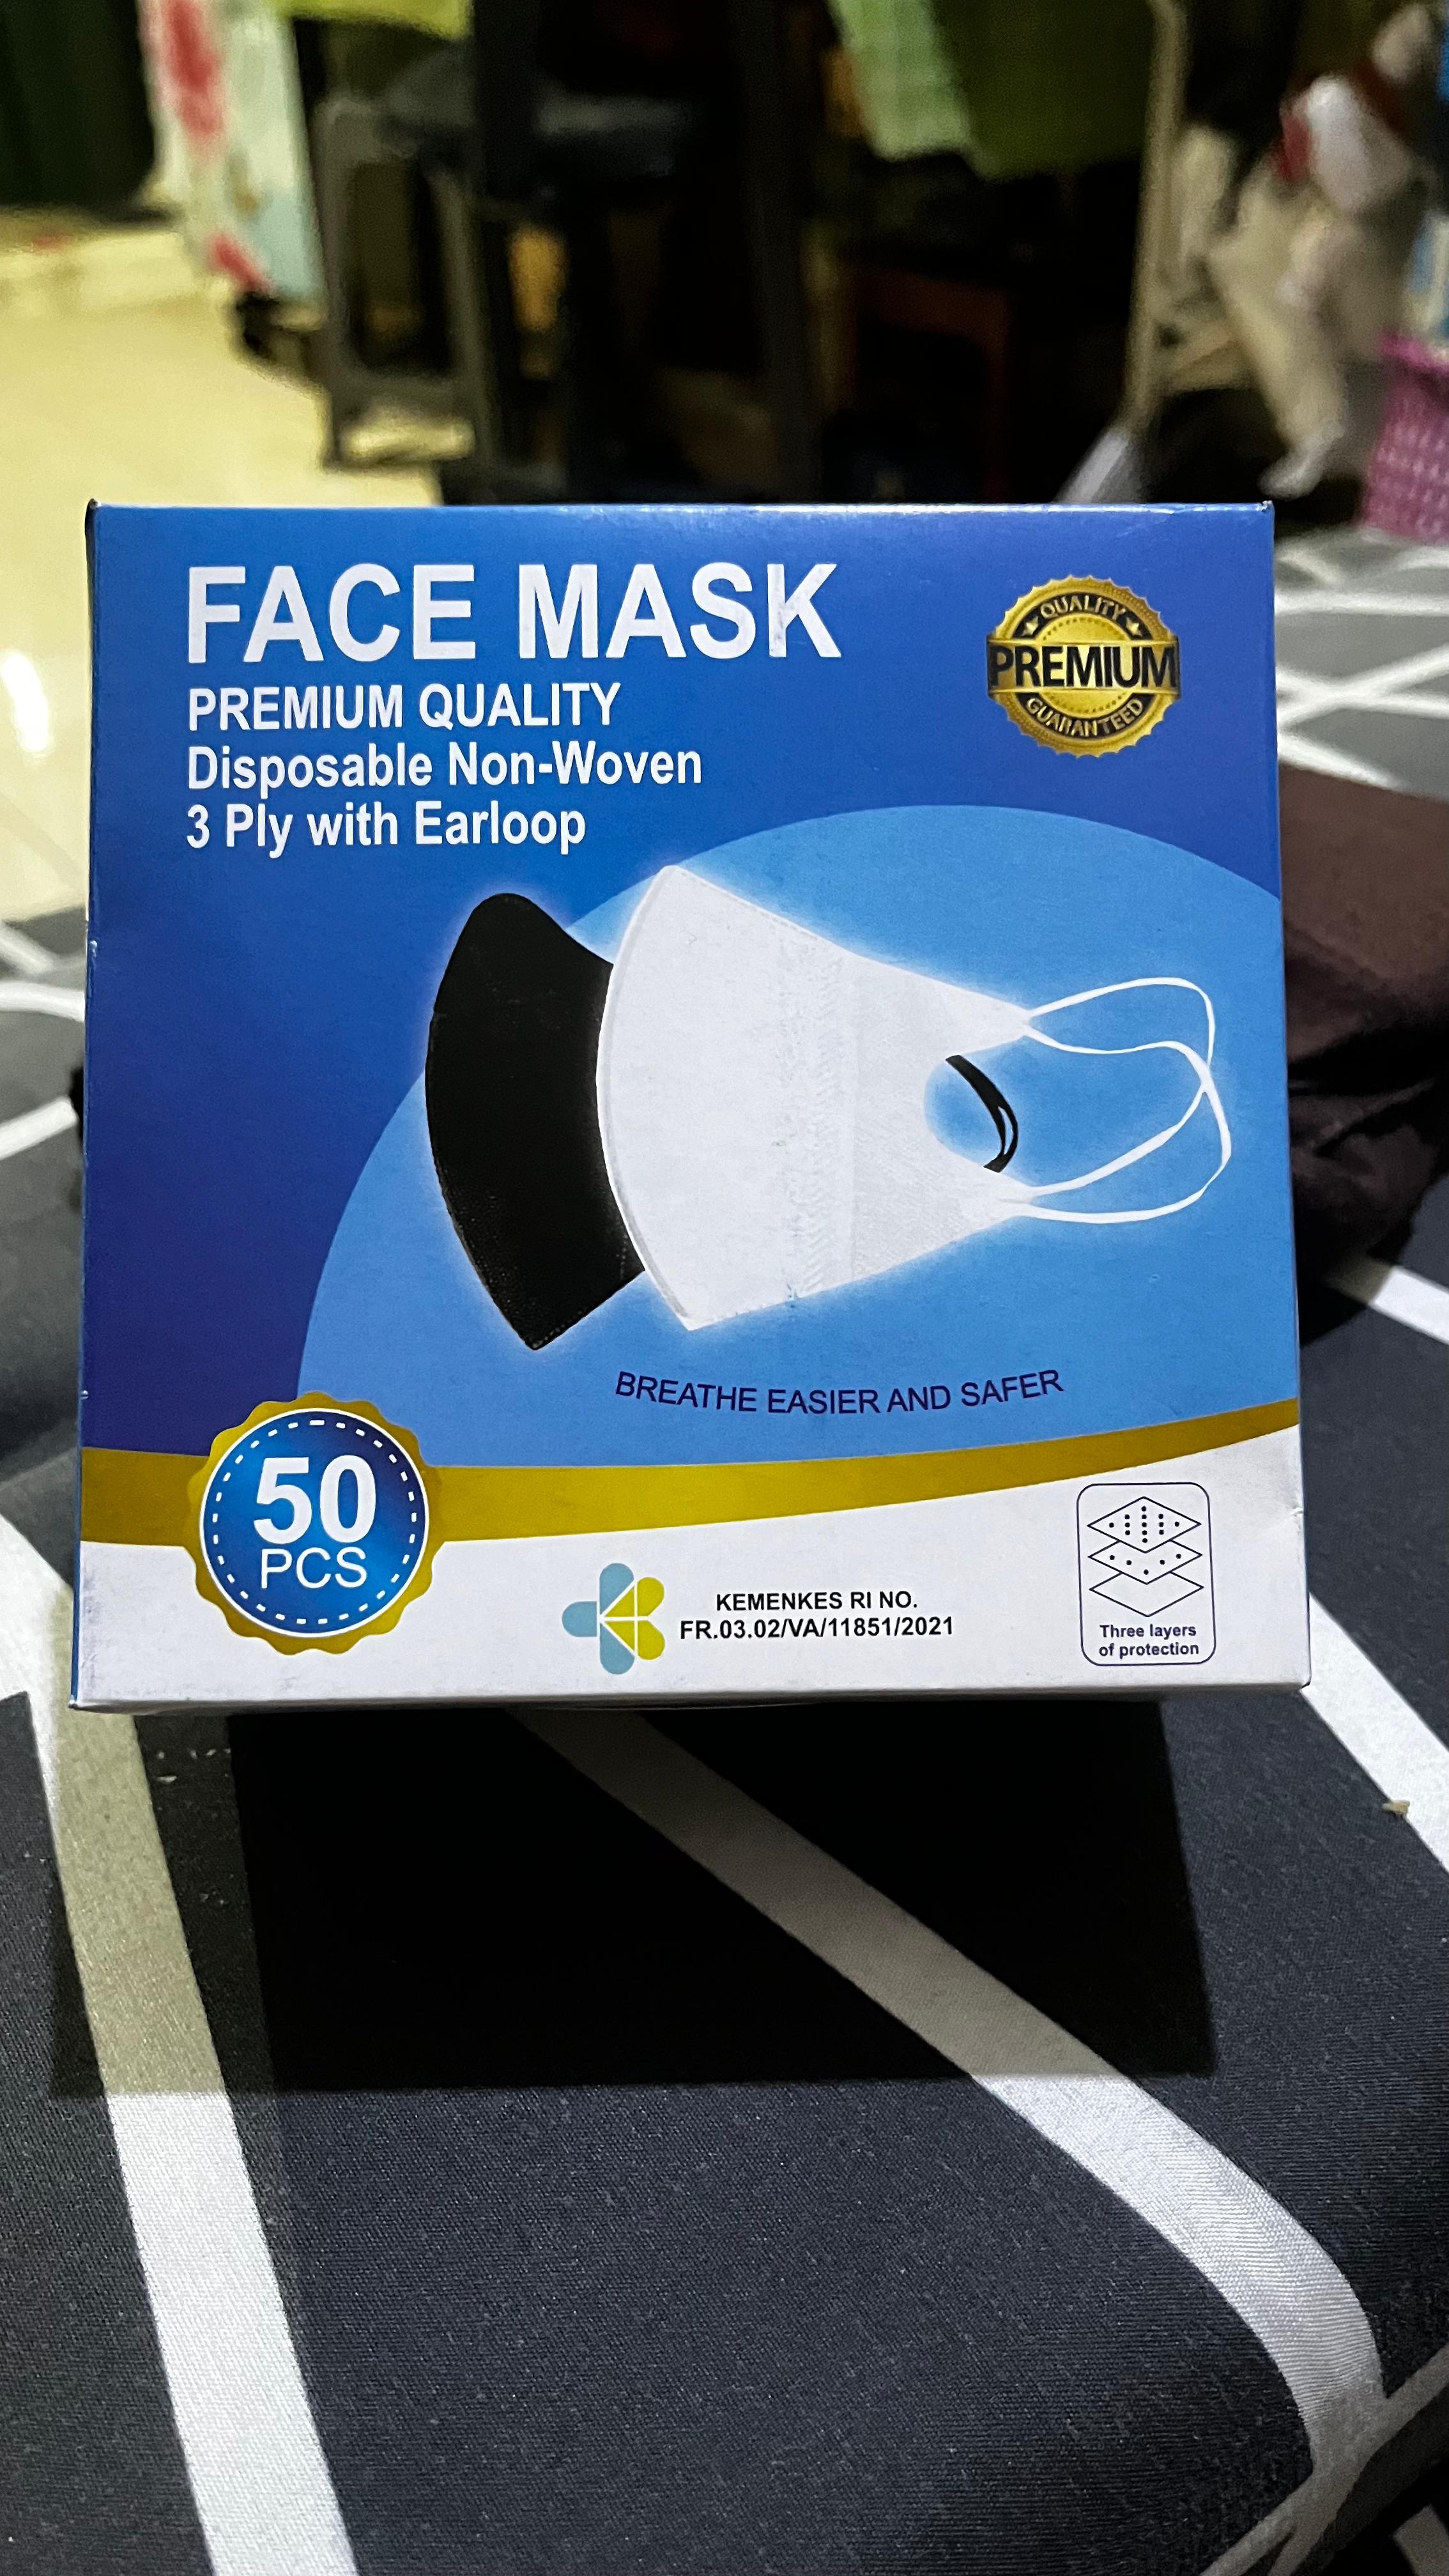 FACE MASK
PREMIUM QUALITY
Disposable Non-Woven
3 Ply with Earloop
QUALITY
PREMIUM
GUARANTEED
BREATHE EASIER AND SAFER
50
PCS
KEMENKES RI NO.
FR.03.02/VA/11851/2021
Three layers
of protection